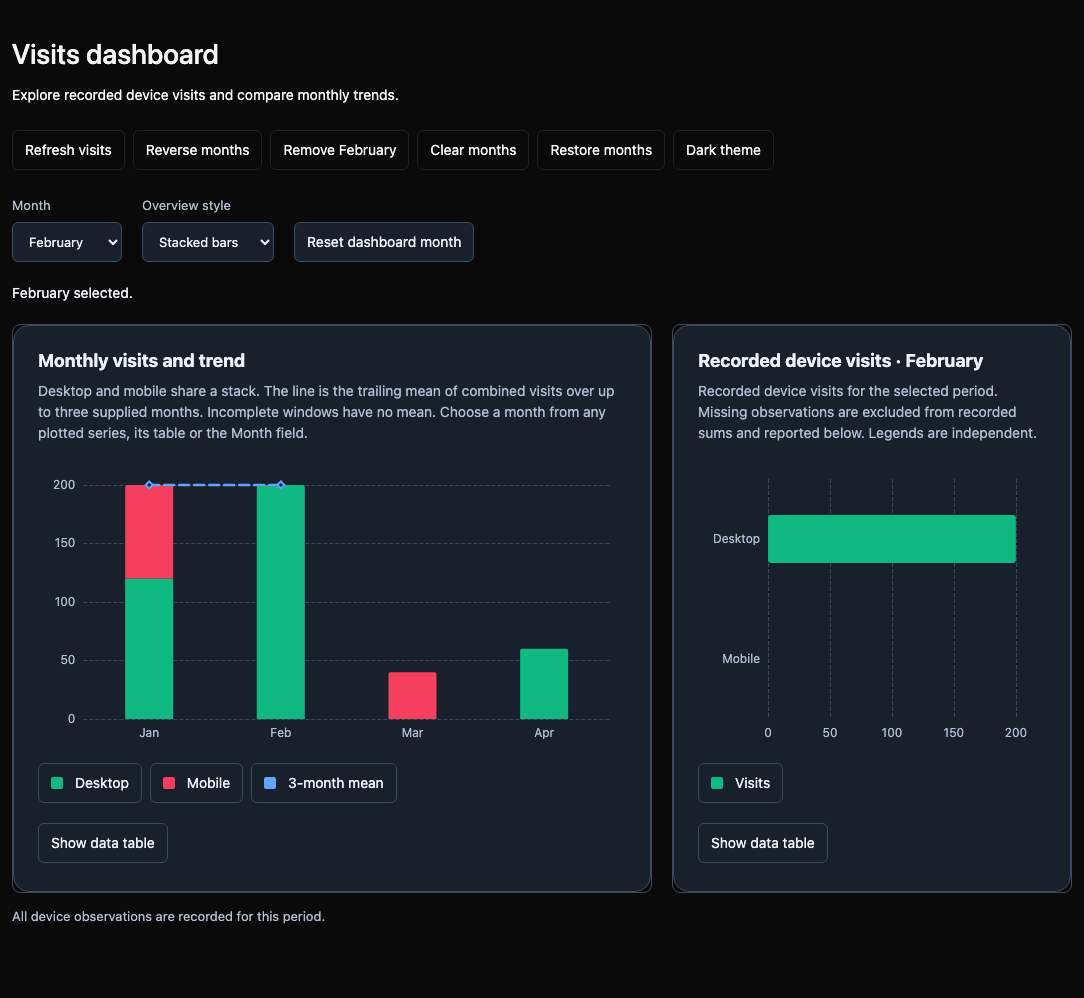 Visits dashboard
Explore recorded device visits and compare monthly trends.
Refresh visits Reverse months Remove February Clear months Restore months Dark theme
Month Overview style
February Stacked bars Reset dashboard month
February selected.
Monthly visits and trend
Desktop and mobile share a stack. The line is the trailing mean of combined visits over up
to three supplied months. Incomplete windows have no mean. Choose a month from any
plotted series, its table or the Month field.
200
150
100
50
0
Jan Feb Mar Apr
Desktop Mobile 3-month mean
Show data table
Recorded device visits · February
Recorded device visits for the selected period.
Missing observations are excluded from recorded
sums and reported below. Legends are independent.
Desktop
Mobile
0 50 100 150 200
Visits
Show data table
All device observations are recorded for this period.